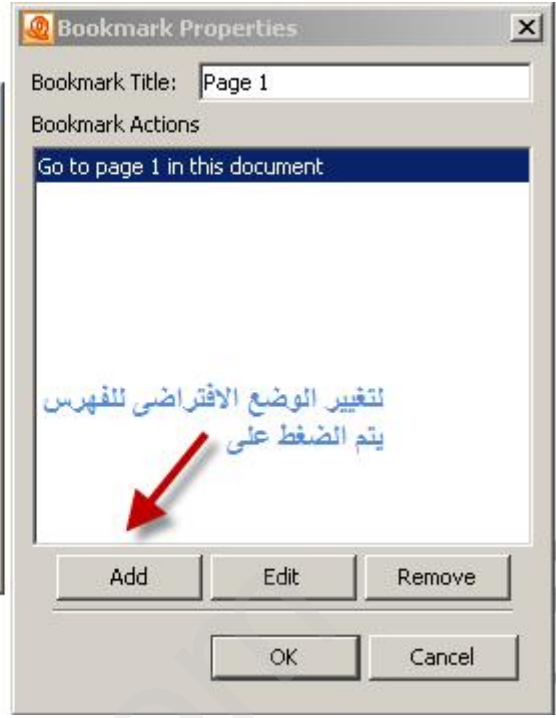 Bookmark Properties
Bookmark Title: Page 1
Bookmark Actions
Go to page 1 in this document
لتغيير الوضع الافتراضى للفهرس
يتم الضغط على
Add Edit Remove
OK Cancel